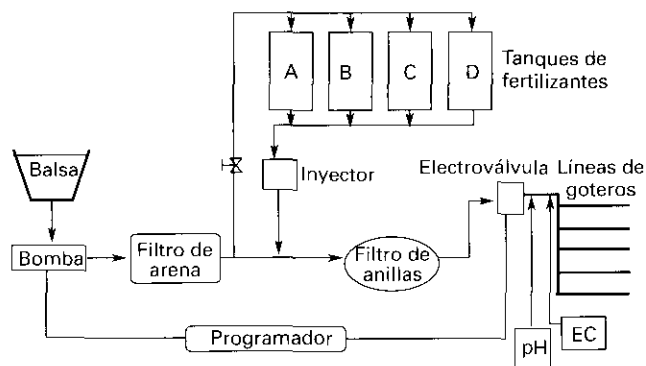 A B C D
Tanques de
fertilizantes
Inyector
Electroválvula
Líneas de
goteros
Balsa
Bomba
Filtro de
arena
Filtro de
anillas
Programador
pH
EC